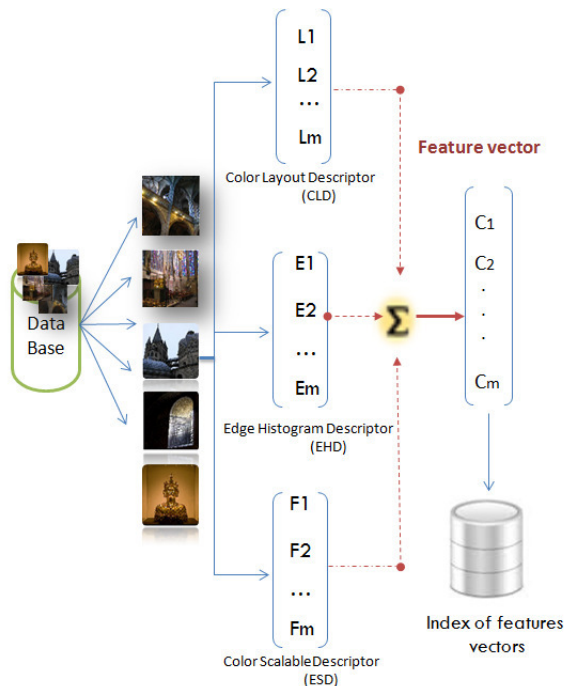 L1
L2
...
Lm
Color Layout Descriptor
(CLD)
Feature vector
Data
Base
E1
E2
...
Em
Edge Histogram Descriptor
(EHD)
Σ
C1
C2
.
.
.
Cm
F1
F2
...
Fm
Color Scalable Descriptor
(ESD)
Index of features
vectors